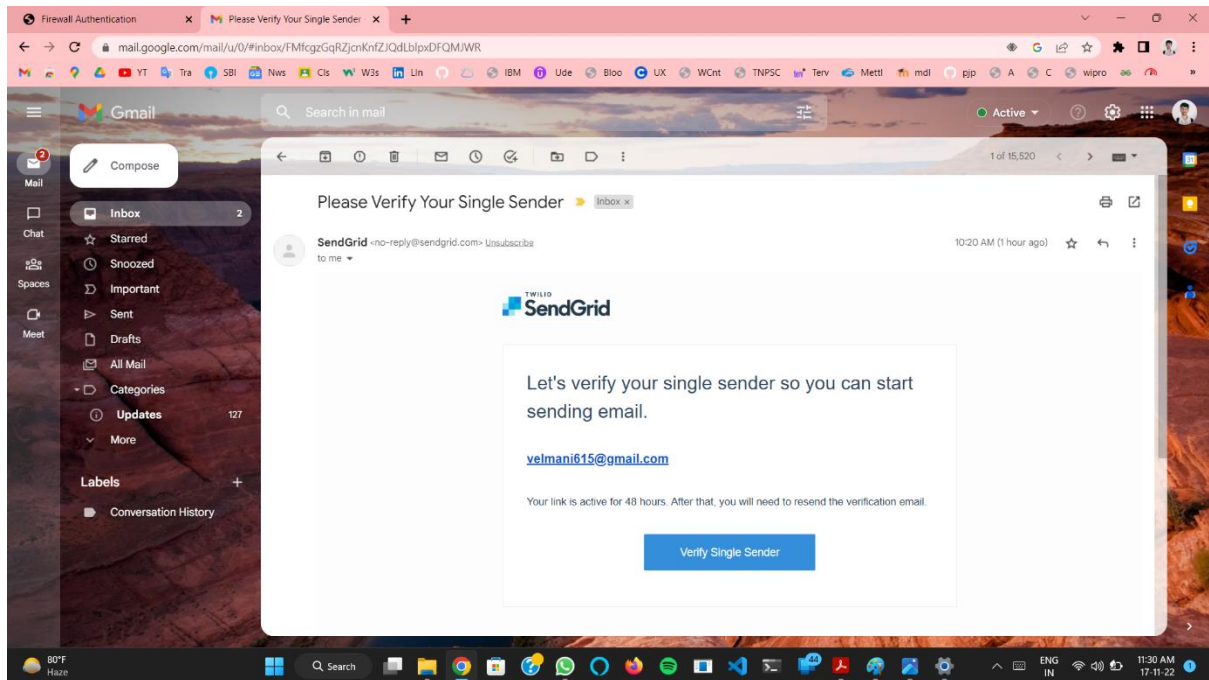 Firewall Authentication
Please Verify Your Single Sender
mail.google.com/mail/u/0/#inbox/FMfcgzGqRZjcnKnfZJQdLblpxDFQMJWR
YT Tra SBI Nws Cls W3s Lin IBM Ude Bloo UX WCnt TNPSC Terv Mettl mdl pjp A C wipro
Gmail
Search in mail
Active
2
Mail
Compose
1 of 15,520
31
Inbox 2
Please Verify Your Single Sender Inbox x
Chat
Starred
SendGrid <no-reply@sendgrid.com> Unsubscribe
10:20 AM (1 hour ago)
to me
Snoozed
Spaces
Important
Sent
TWILIO
SendGrid
Meet
Drafts
All Mail
Categories
Updates 127
More
Let's verify your single sender so you can start
sending email.
velmani615@gmail.com
Labels +
Your link is active for 48 hours. After that, you will need to resend the verification email.
Conversation History
Verify Single Sender
80°F
Haze
Search
44
ENG
IN
11:30 AM
17-11-22
1